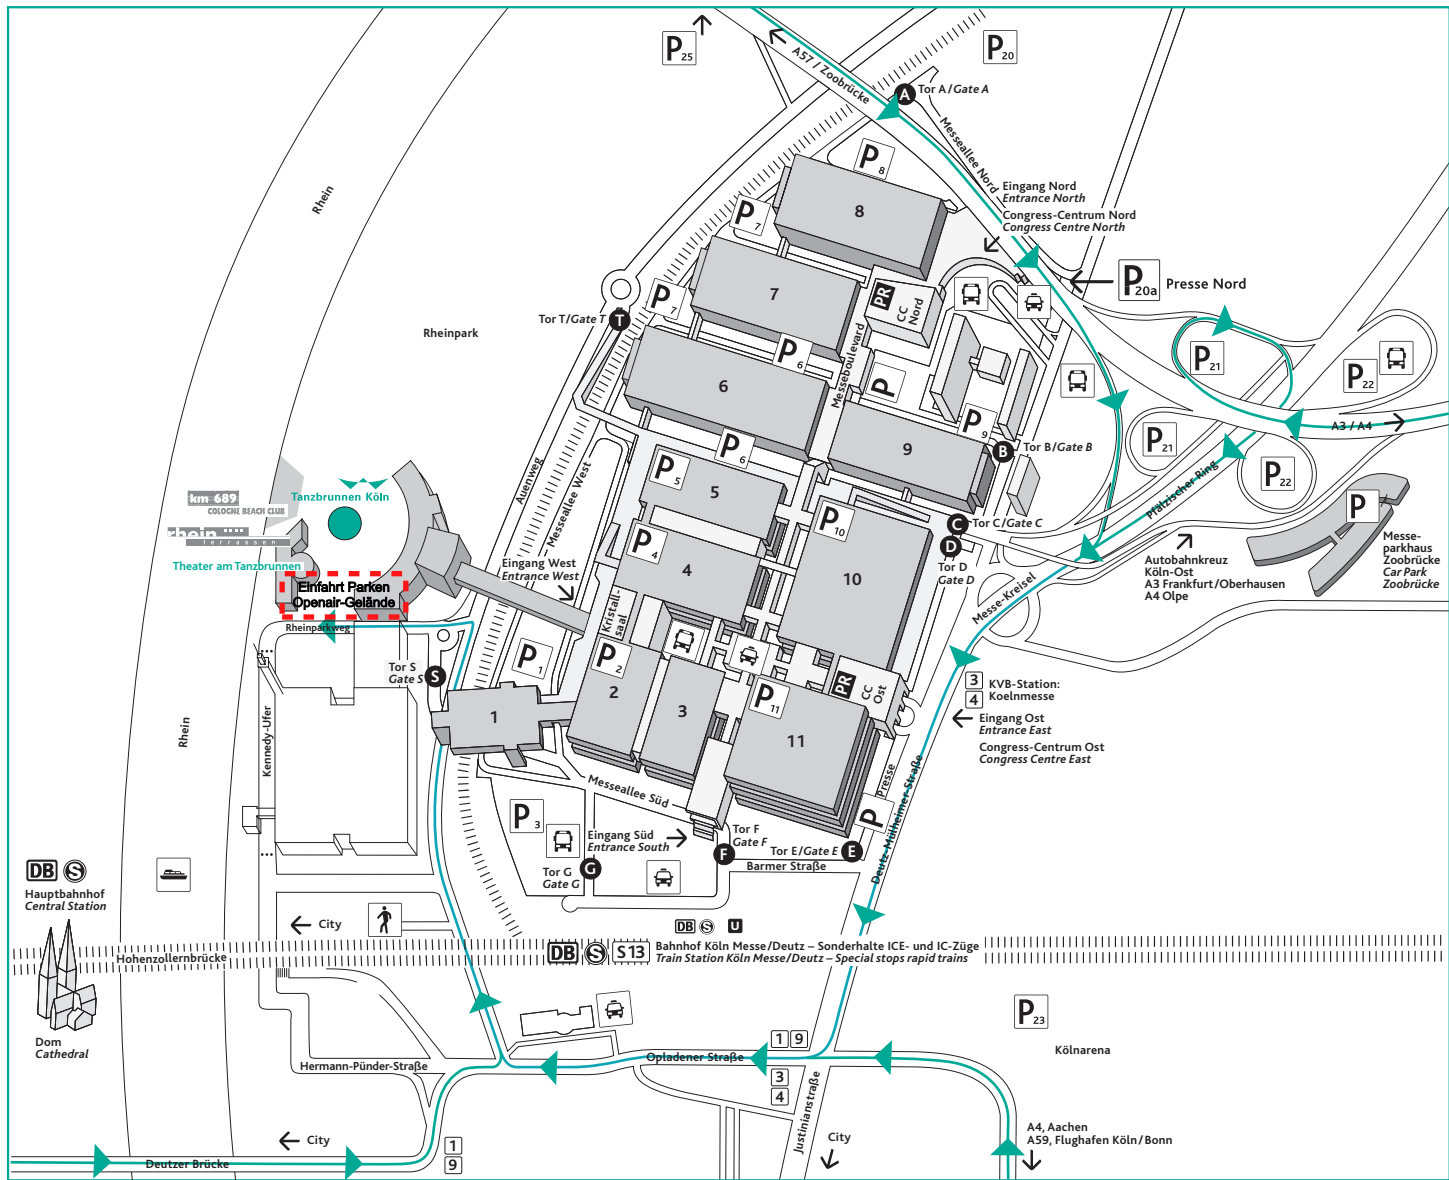 P25
A57 / Zoobrücke
P20
A
Tor A / Gate A
Messeallee Nord
P8
Eingang Nord
Entrance North
Congress-Centrum Nord
Congress Centre North
Rhein
8
P7
P20a
Presse Nord
7
PR
CC
Nord
P7
Tor T / Gate T
T
Rheinpark
P6
P21
P22
6
Messeboulevard
P
P9
A3 / A4
9
B
Tor B / Gate B
P21
P22
P6
Auenweg
Messeallee West
P5
5
Pfälzischer Ring
P
km 689
COLOGNE BEACH CLUB
Tanzbrunnen Köln
rhein
terrassen
Theater am Tanzbrunnen
P10
C
Tor C / Gate C
D
Tor D
Gate D
Autobahnkreuz
Köln-Ost
A3 Frankfurt / Oberhausen
A4 Olpe
Messe-
parkhaus
Zoobrücke
Car Park
Zoobrücke
Eingang West
Entrance West
P4
4
10
Einfahrt Parken
Openair-Gelände
Kristall-
saal
Messe-Kreisel
Rheinparkweg
P1
P2
Tor S
Gate S
S
PR
CC
Ost
3
4
KVB-Station:
Koelnmesse
Eingang Ost
Entrance East
Congress-Centrum Ost
Congress Centre East
P11
1
2
3
11
Rhein
Kennedy-Ufer
Messeallee Süd
Presse
P
Deutz-Mülheimer Straße
P3
Eingang Süd
Entrance South
Tor F
Gate F
F
Tor E / Gate E
E
Barmer Straße
Tor G
Gate G
G
DB S
Hauptbahnhof
Central Station
City
DB S U
Hohenzollernbrücke
DB S S 13
Bahnhof Köln Messe / Deutz – Sonderhalte ICE- und IC-Züge
Train Station Köln Messe / Deutz – Special stops rapid trains
P23
Dom
Cathedral
Kölnarena
1 9
Opladener Straße
Hermann-Pünder-Straße
3
4
Justinianstraße
City
City
1
9
Deutzer Brücke
A4, Aachen
A59, Flughafen Köln / Bonn